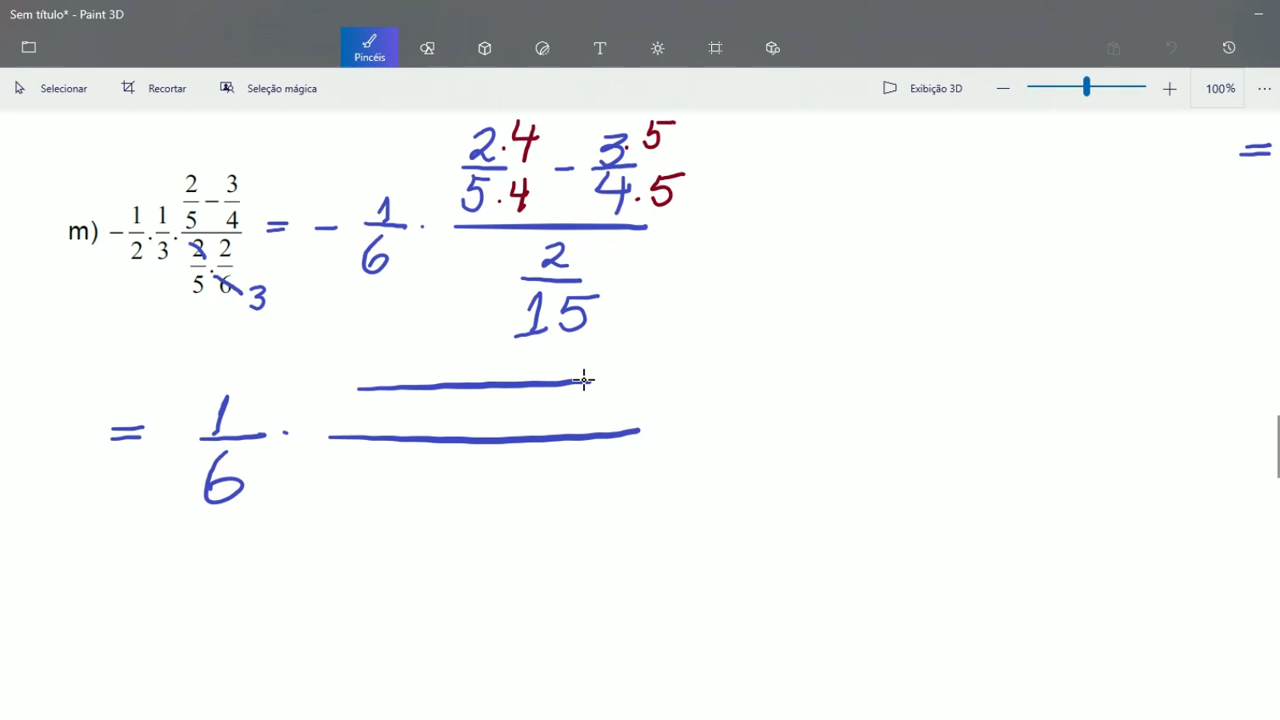 Sem título* - Paint 3D
Pincéis
Selecionar Recortar Seleção mágica Exibição 3D 100%
m) -1/2 . 1/3 . (2/5 - 3/4)/(2/5 . 2/6) 3 = - 1/6 . (2.4/5.4 - 3.5/4.5)/(2/15)
=
= 1/6 .